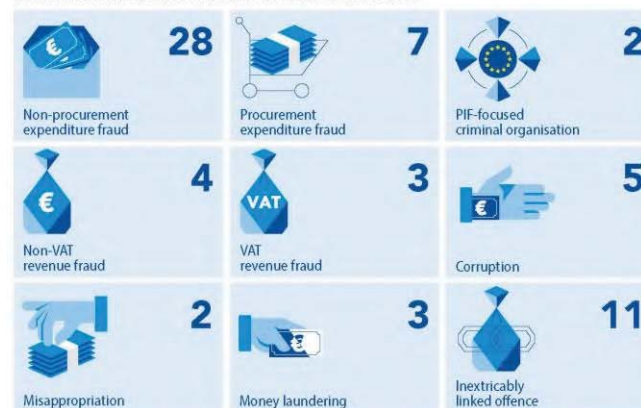 28
Non-procurement
expenditure fraud
7
Procurement
expenditure fraud
2
PIF-focused
criminal organisation
€
4
Non-VAT
revenue fraud
VAT
3
VAT
revenue fraud
€
5
Corruption
2
Misappropriation
€
3
Money laundering
11
Inextricably
linked offence